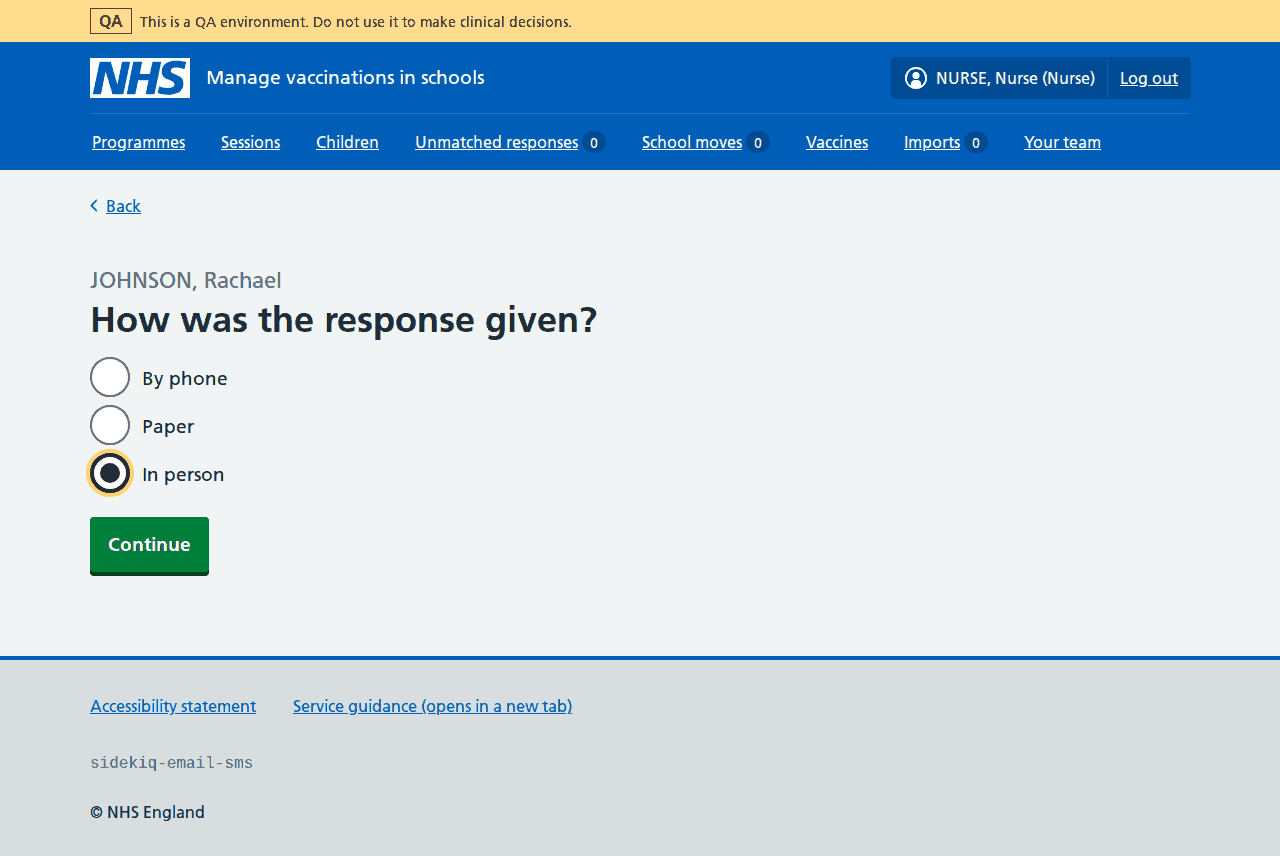 QA This is a QA environment. Do not use it to make clinical decisions.
NHS Manage vaccinations in schools NURSE, Nurse (Nurse) Log out
Programmes Sessions Children Unmatched responses 0 School moves 0 Vaccines Imports 0 Your team
Back
JOHNSON, Rachael
How was the response given?
By phone
Paper
In person
Continue
Accessibility statement Service guidance (opens in a new tab)
sidekiq-email-sms
© NHS England